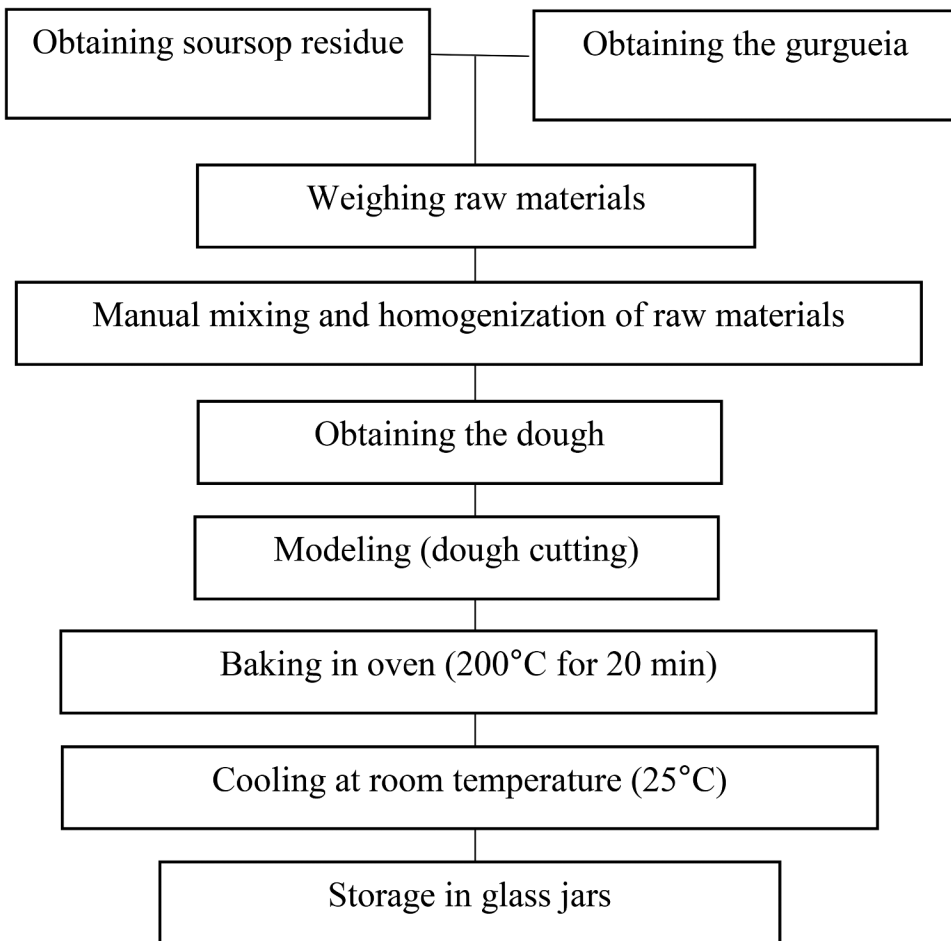 Obtaining soursop residue
Obtaining the gurgueia
Weighing raw materials
Manual mixing and homogenization of raw materials
Obtaining the dough
Modeling (dough cutting)
Baking in oven (200°C for 20 min)
Cooling at room temperature (25°C)
Storage in glass jars